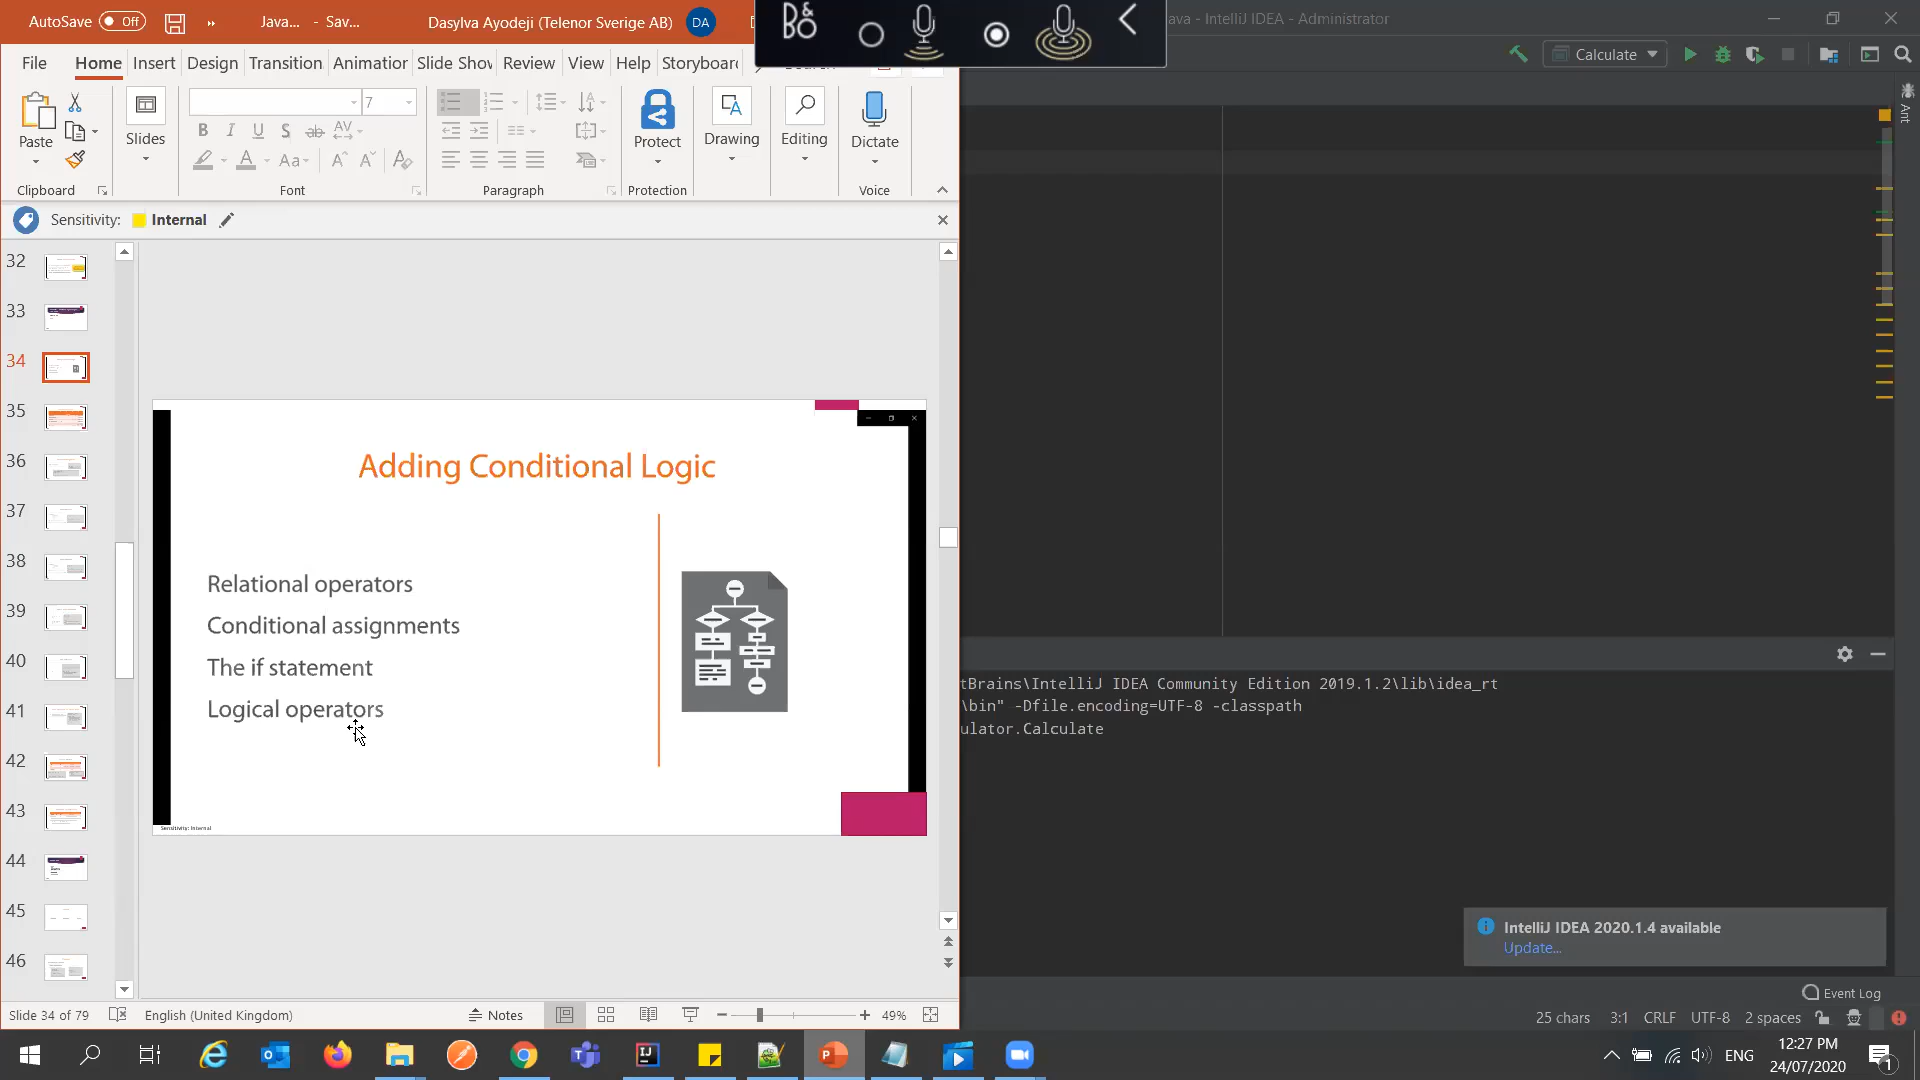 AutoSave Off Java... - Sav... Dasylva Ayodeji (Telenor Sverige AB) DA
BO
ava - IntelliJ IDEA - Administrator
File Home Insert Design Transition Animation Slide Shov Review View Help Storyboard
Calculate
Ant
7
Paste
Slides
Protect
Drawing
Editing
Dictate
Clipboard Font Paragraph Protection Voice
Sensitivity: Internal
32
33
34
35
36
37
38
39
40
41
42
43
44
45
46
Adding Conditional Logic
Relational operators
Conditional assignments
The if statement
Logical operators
Sensitivity: Internal
tBrains\IntelliJ IDEA Community Edition 2019.1.2\lib\idea_rt
\bin" -Dfile.encoding=UTF-8 -classpath
ulator.Calculate
IntelliJ IDEA 2020.1.4 available
Update...
Event Log
Slide 34 of 79 English (United Kingdom) Notes 49%
25 chars 3:1 CRLF UTF-8 2 spaces
ENG
12:27 PM
24/07/2020
1